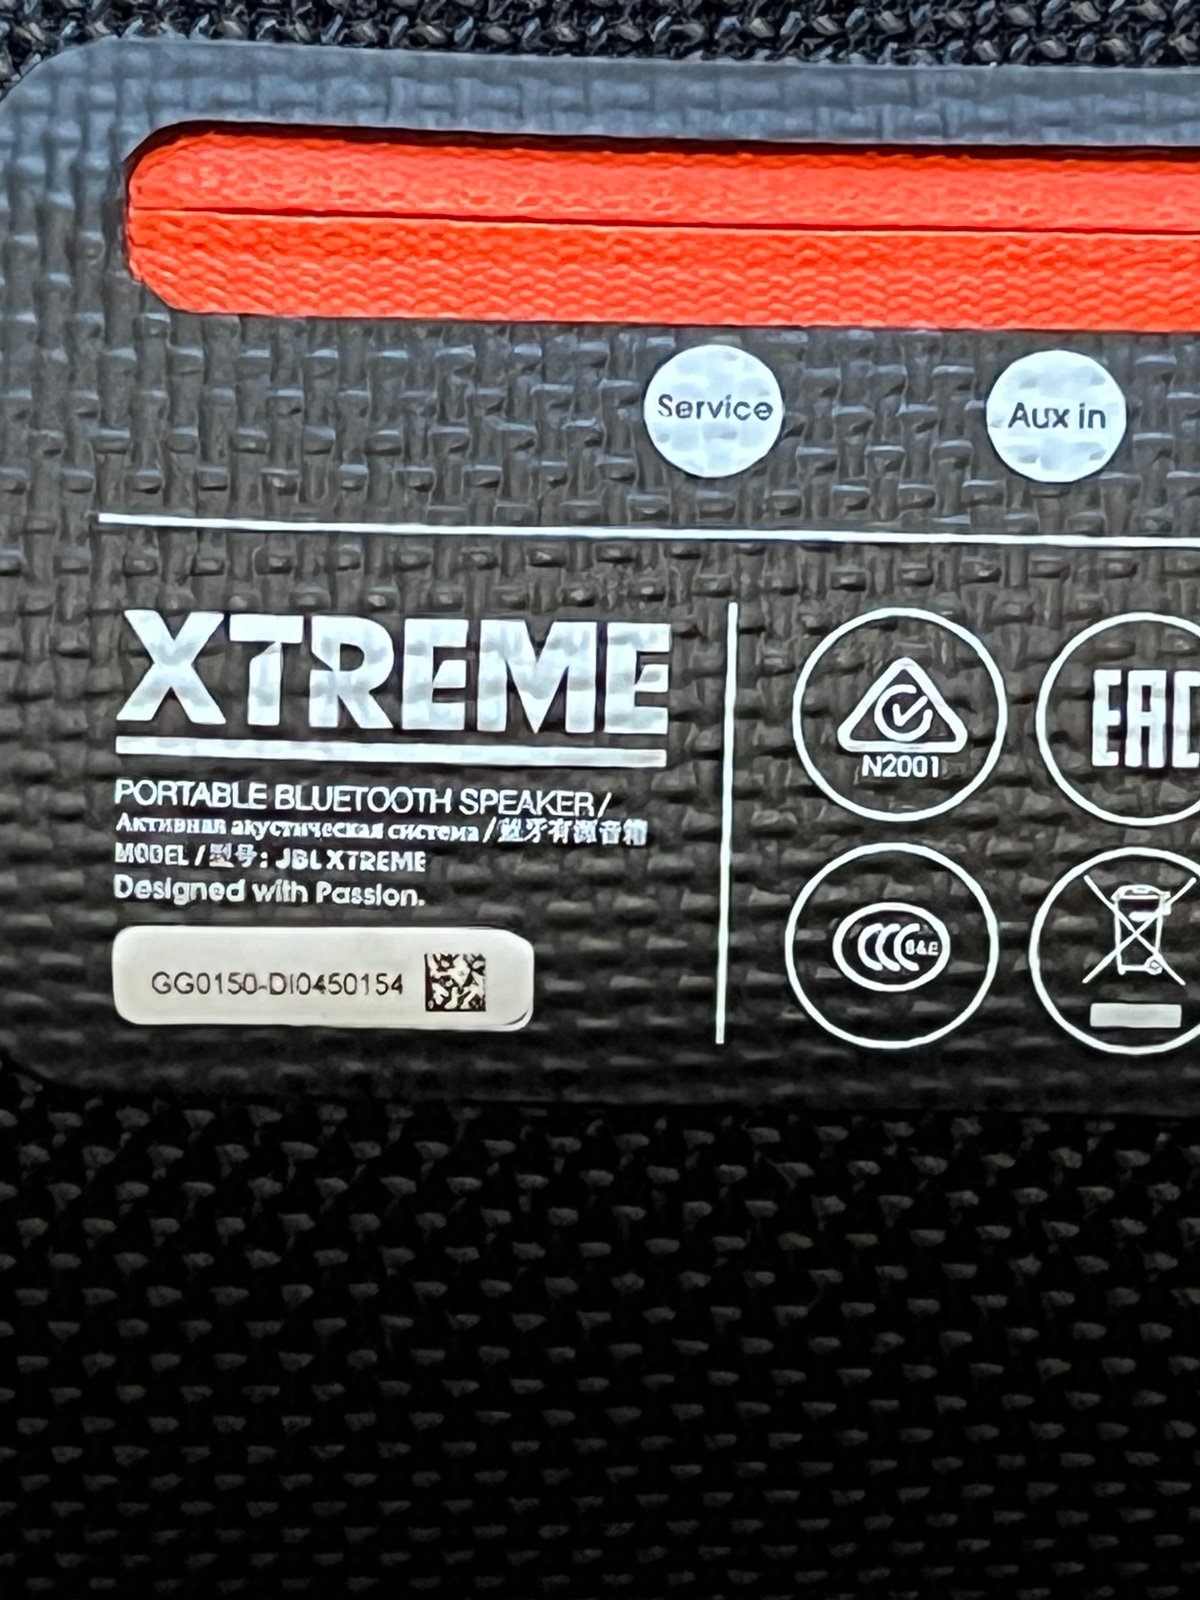 Service
Aux in
XTREME
PORTABLE BLUETOOTH SPEAKER /
Активная акустическая система / 蓝牙有源音箱
MODEL / 型号: JBL XTREME
Designed with Passion.
GG0150-DI0450154
N2001
EAC
CCC S&E